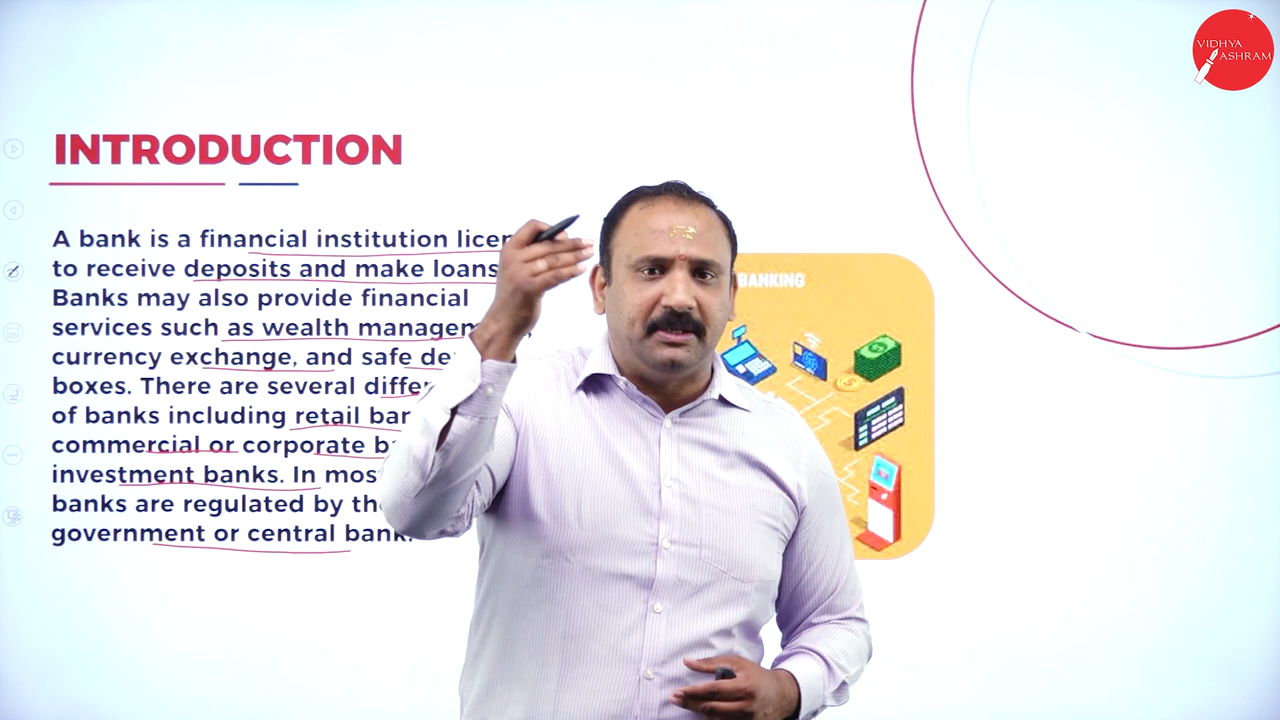 VIDHYA
ASHRAM
INTRODUCTION
A bank is a financial institution
to receive deposits and make loans
Banks may also provide financial
services such as wealth
currency exchange, and safe
boxes. There are several
of banks including retail
commercial or corporate
investment banks. In
banks are regulated by
government or central bank.
BANKING